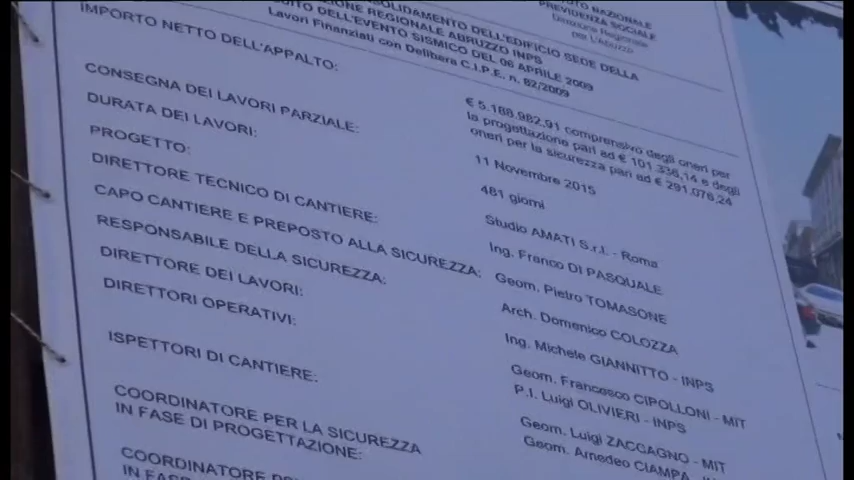 ISTITUTO NAZIONALE
PREVIDENZA SOCIALE
Direzione Regionale
per L'ABRUZZO
CONSOLIDAMENTO DELL'EDIFICIO SEDE DELLA
REGIONALE ABRUZZO INPS
DELL'EVENTO SISMICO DEL 06 APRILE 2009
Lavori Finanziati con Delibera C.I.P.E. n. 82/2009
IMPORTO NETTO DELL'APPALTO:
€ 5.188.982,91 comprensivo degli oneri per
la progettazione pari ad € 101.336,14 e degli
oneri per la sicurezza pari ad € 291.076,24
CONSEGNA DEI LAVORI PARZIALE:
11 Novembre 2015
DURATA DEI LAVORI:
481 giorni
PROGETTO:
Studio AMATI S.r.l. - Roma
DIRETTORE TECNICO DI CANTIERE:
Ing. Franco DI PASQUALE
CAPO CANTIERE E PREPOSTO ALLA SICUREZZA:
Geom. Pietro TOMASONE
RESPONSABILE DELLA SICUREZZA:
Arch. Domenico COLOZZA
DIRETTORE DEI LAVORI:
Ing. Michele GIANNITTO - INPS
DIRETTORI OPERATIVI:
Geom. Francesco CIPOLLONI - MIT
P.I. Luigi OLIVIERI - INPS
ISPETTORI DI CANTIERE:
Geom. Luigi ZACCAGNO - MIT
Geom. Amedeo CIAMPA
COORDINATORE PER LA SICUREZZA
IN FASE DI PROGETTAZIONE:
COORDINATORE
IN FASE